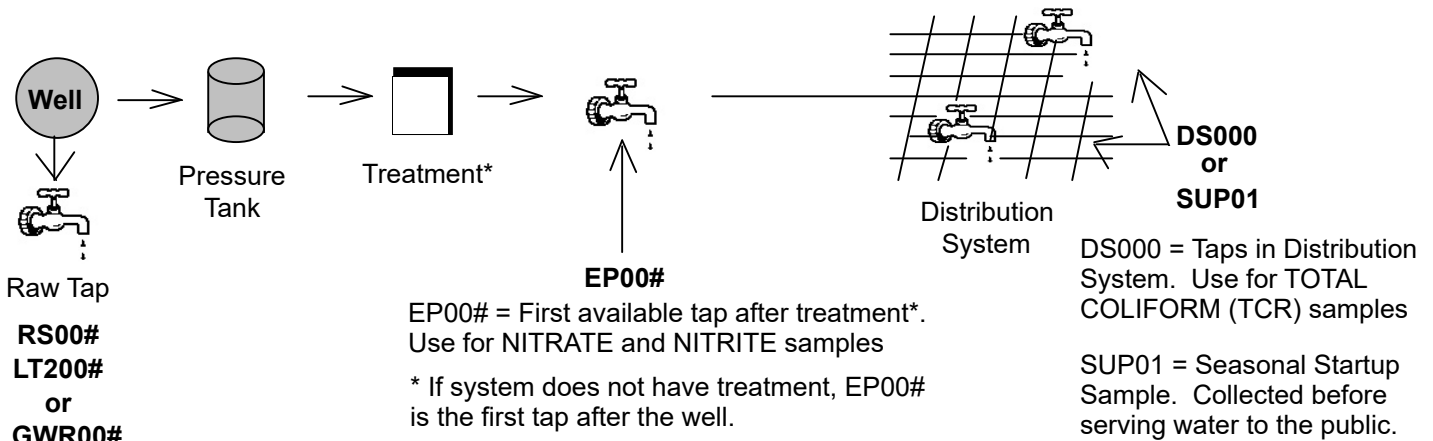 Well
Pressure
Tank
Treatment*
Raw Tap
RS00#
LT200#
or
GWR00#
EP00#
EP00# = First available tap after treatment*.
Use for NITRATE and NITRITE samples
* If system does not have treatment, EP00#
is the first tap after the well.
Distribution
System
DS000
or
SUP01
DS000 = Taps in Distribution
System. Use for TOTAL
COLIFORM (TCR) samples
SUP01 = Seasonal Startup
Sample. Collected before
serving water to the public.